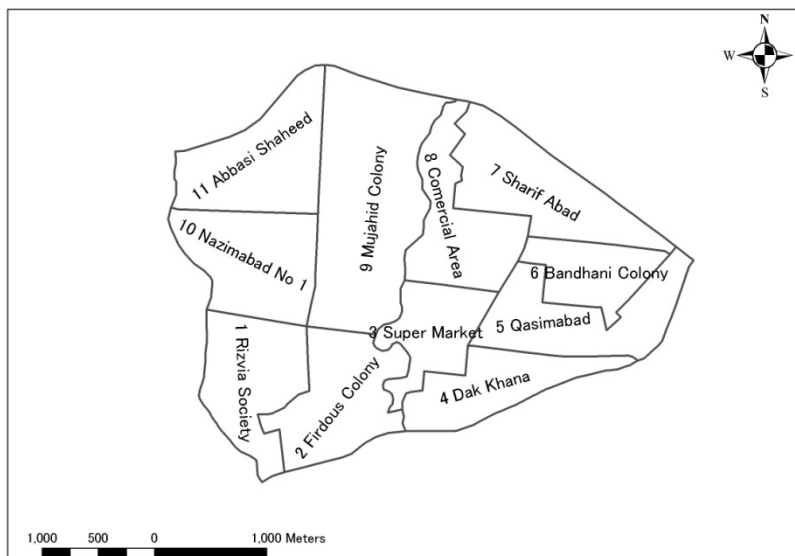 N
W
E
S
11 Abbasi Shaheed
10 Nazimabad No 1
9 Mujahid Colony
8 Comercial Area
7 Sharif Abad
6 Bandhani Colony
5 Qasimabad
3 Super Market
4 Dak Khana
1 Rizvia Society
2 Firdous Colony
1,000 500 0 1,000 Meters